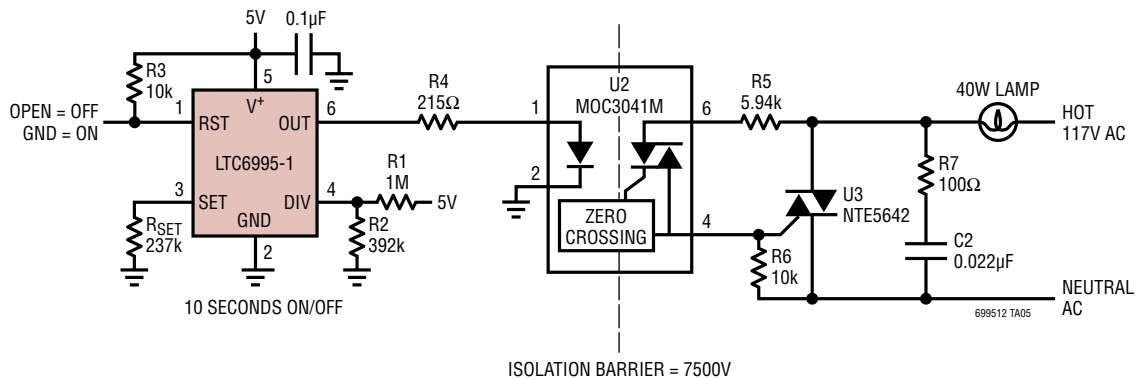 5V
0.1µF
R3
10k
5
V+
1
RST
OPEN = OFF
GND = ON
OUT
6
LTC6995-1
3
SET
DIV
4
GND
2
RSET
237k
R1
1M
5V
R2
392k
10 SECONDS ON/OFF
R4
215Ω
U2
MOC3041M
1
2
6
4
ZERO
CROSSING
R5
5.94k
R6
10k
U3
NTE5642
40W LAMP
HOT
117V AC
R7
100Ω
C2
0.022µF
NEUTRAL
AC
699512 TA05
ISOLATION BARRIER = 7500V